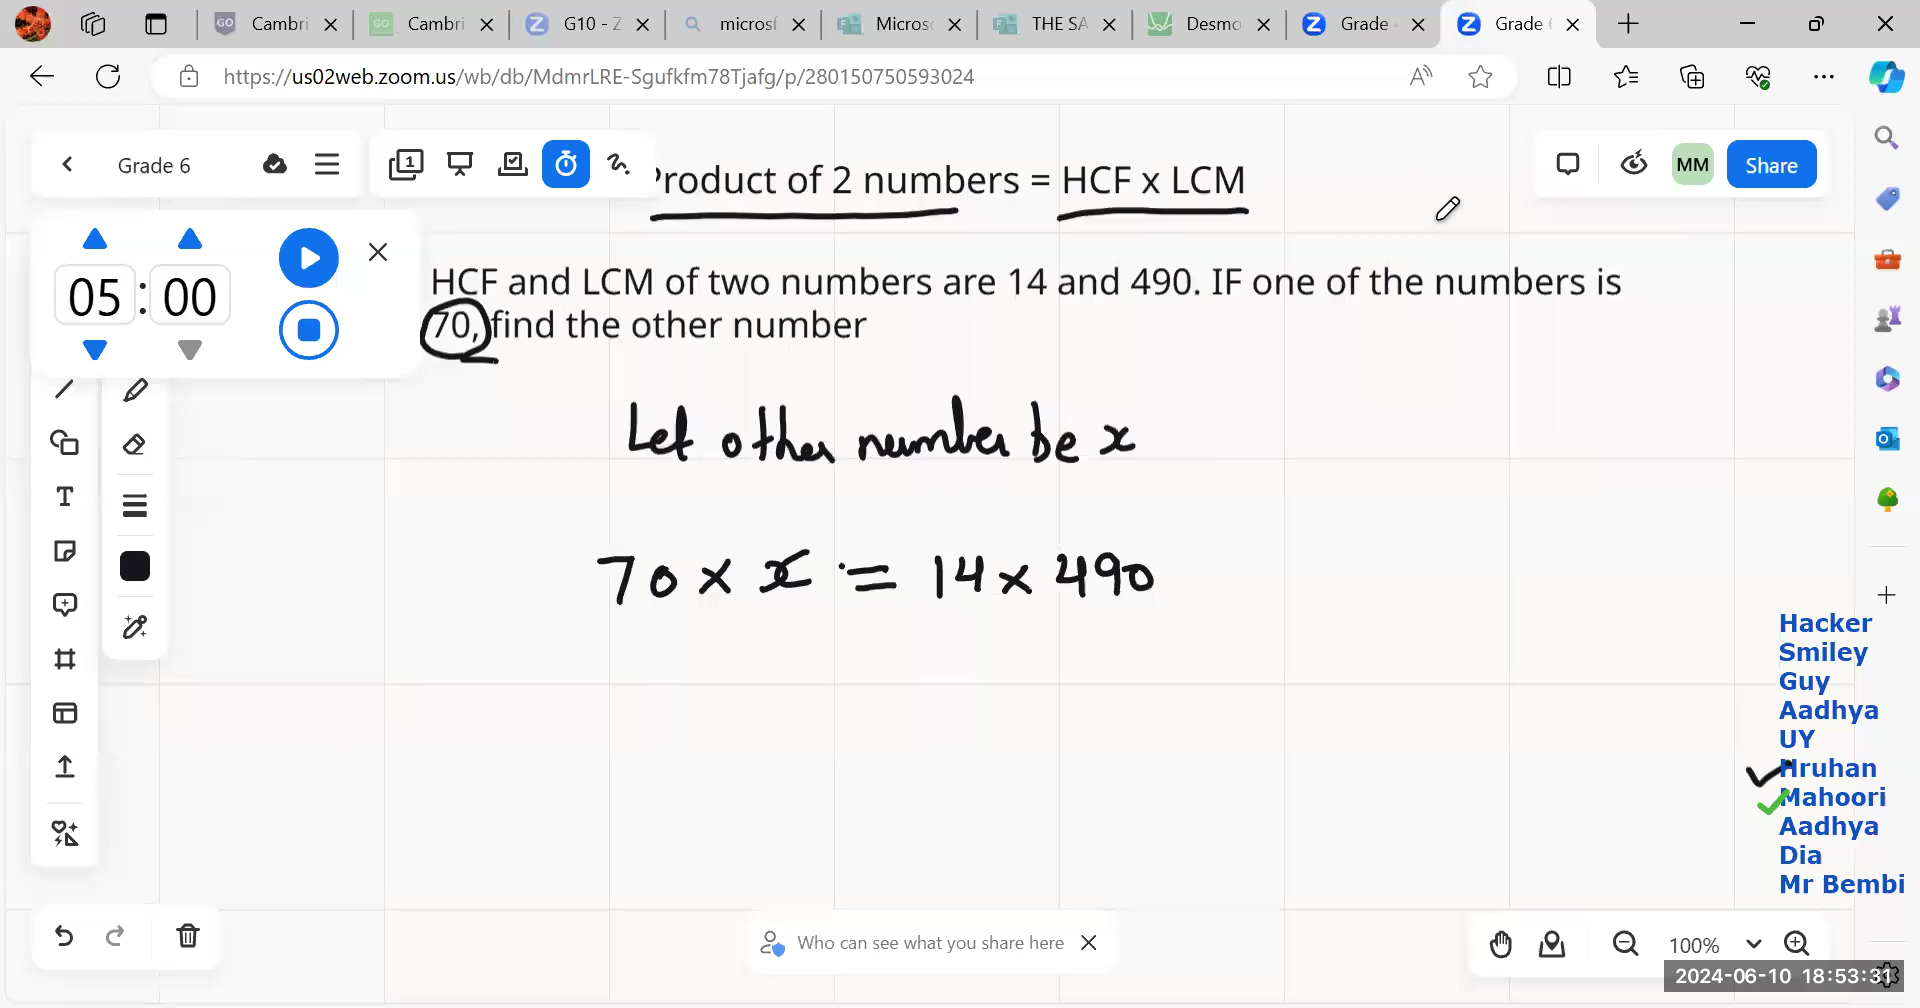 Cambri
Cambri
G10 - Z
microsf
Micros
THE SA
Desmo
Grade
Grade
https://us02web.zoom.us/wb/db/MdmrLRE-Sgufkfm78Tjafg/p/280150750593024
Grade 6
1
MM
Share
Product of 2 numbers = HCF x LCM
05:00
HCF and LCM of two numbers are 14 and 490. IF one of the numbers is
70, find the other number
Let other number be x
70 × x = 14 × 490
Hacker
Smiley
Guy
Aadhya
UY
Hruhan
Mahoori
Aadhya
Dia
Mr Bembi
Who can see what you share here
100%
2024-06-10 18:53:31